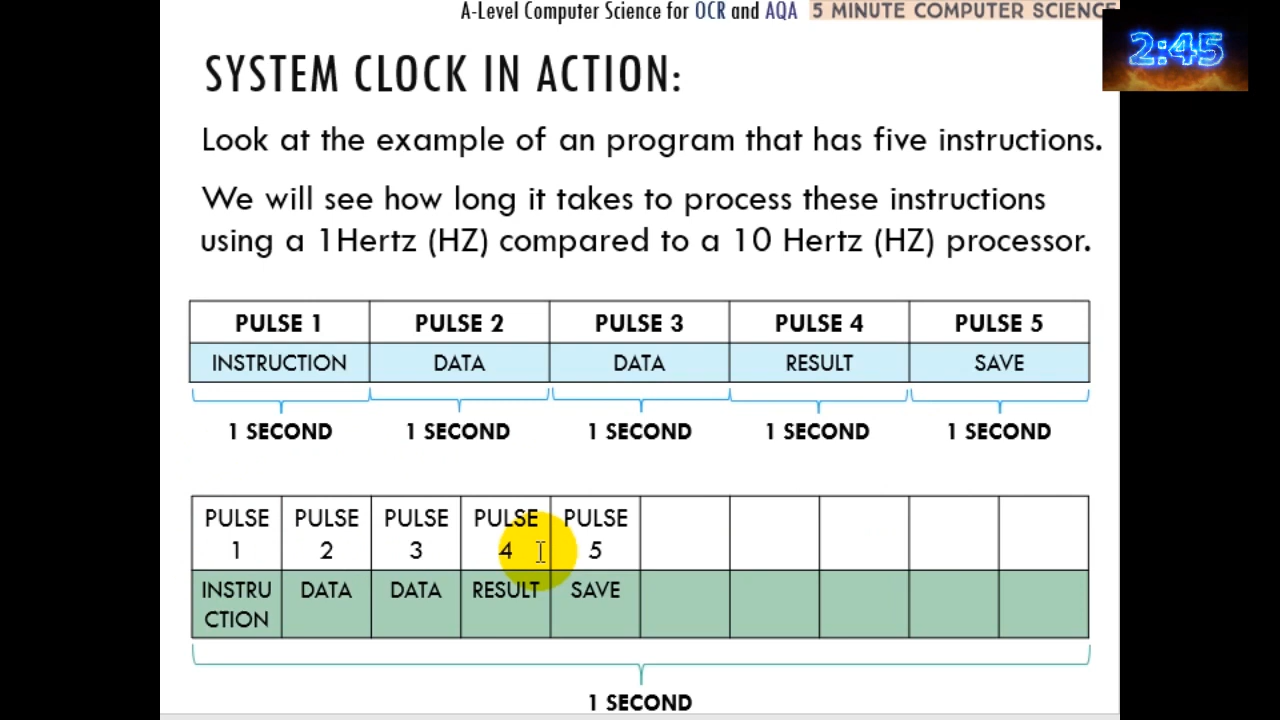 A-Level Computer Science for OCR and AQA 5 MINUTE COMPUTER SCIENCE
2:45
SYSTEM CLOCK IN ACTION:
Look at the example of an program that has five instructions.
We will see how long it takes to process these instructions
using a 1Hertz (HZ) compared to a 10 Hertz (HZ) processor.
PULSE 1 PULSE 2 PULSE 3 PULSE 4 PULSE 5
INSTRUCTION DATA DATA RESULT SAVE
1 SECOND 1 SECOND 1 SECOND 1 SECOND 1 SECOND
PULSE PULSE PULSE PULSE PULSE
1 2 3 4 5
INSTRU DATA DATA RESULT SAVE
CTION
1 SECOND